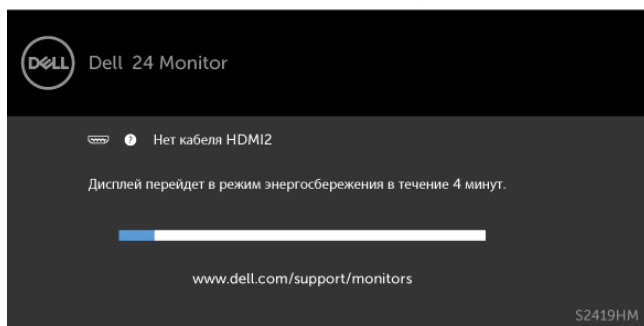 DELL
Dell 24 Monitor
? Нет кабеля HDMI2
Дисплей перейдет в режим энергосбережения в течение 4 минут.
www.dell.com/support/monitors
S2419HM